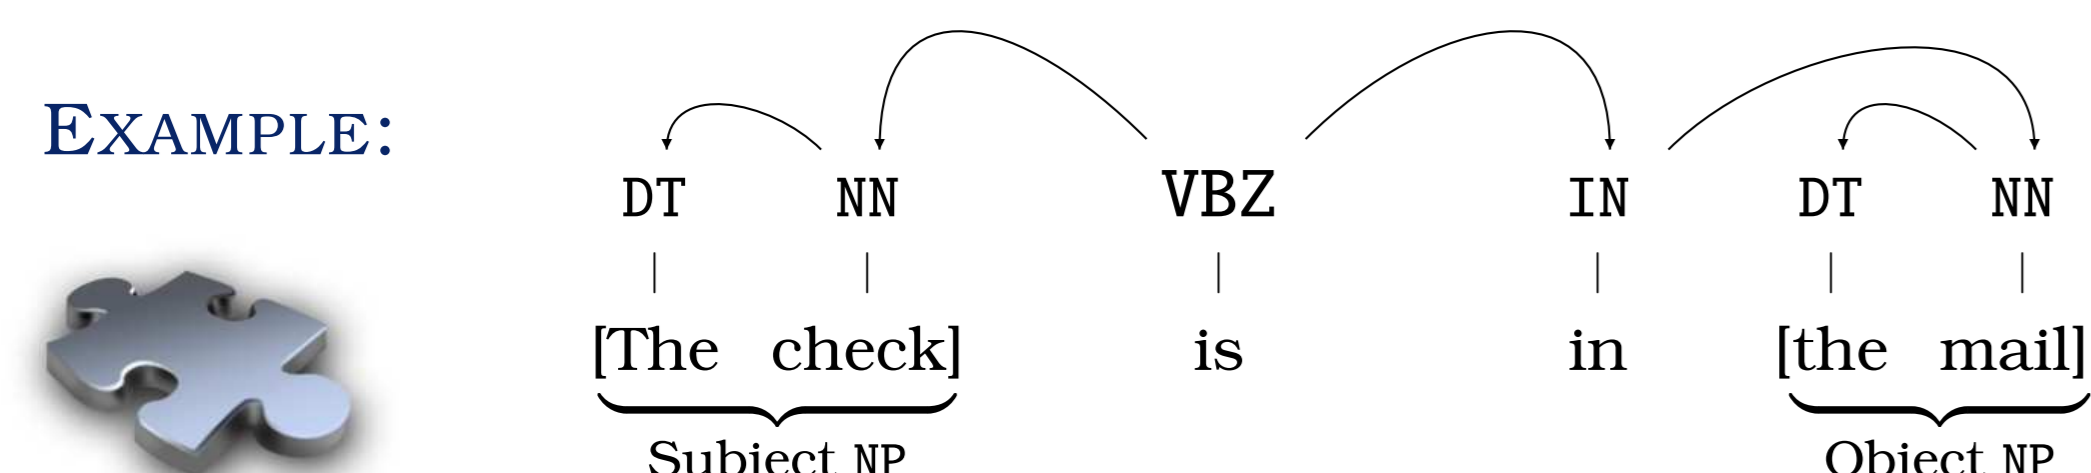 EXAMPLE:
DT NN VBZ IN DT NN
[The check] is in [the mail]
Subject NP Object NP